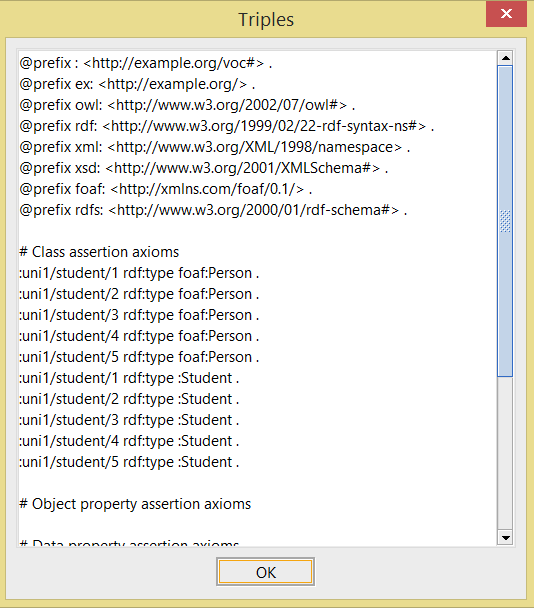 Triples
@prefix : <http://example.org/voc#> .
@prefix ex: <http://example.org/> .
@prefix owl: <http://www.w3.org/2002/07/owl#> .
@prefix rdf: <http://www.w3.org/1999/02/22-rdf-syntax-ns#> .
@prefix xml: <http://www.w3.org/XML/1998/namespace> .
@prefix xsd: <http://www.w3.org/2001/XMLSchema#> .
@prefix foaf: <http://xmlns.com/foaf/0.1/> .
@prefix rdfs: <http://www.w3.org/2000/01/rdf-schema#> .
# Class assertion axioms
:uni1/student/1 rdf:type foaf:Person .
:uni1/student/2 rdf:type foaf:Person .
:uni1/student/3 rdf:type foaf:Person .
:uni1/student/4 rdf:type foaf:Person .
:uni1/student/5 rdf:type foaf:Person .
:uni1/student/1 rdf:type :Student .
:uni1/student/2 rdf:type :Student .
:uni1/student/3 rdf:type :Student .
:uni1/student/4 rdf:type :Student .
:uni1/student/5 rdf:type :Student .
# Object property assertion axioms
# Data property assertion axioms
OK